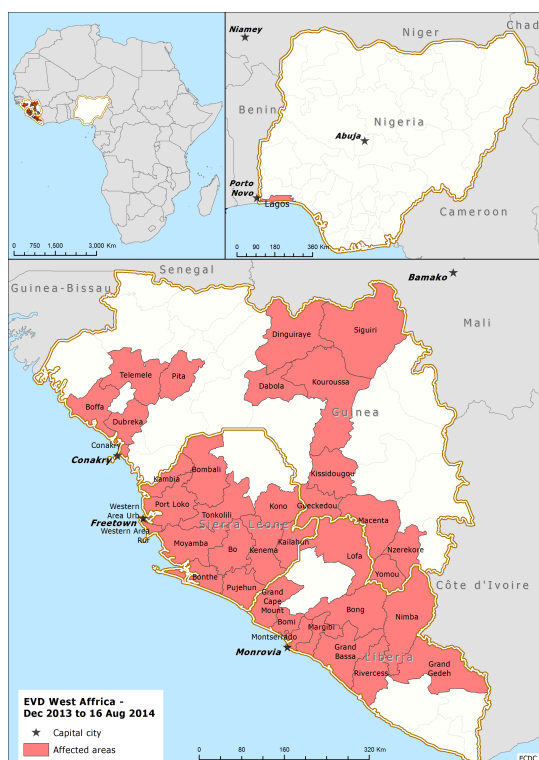 Niamey
Niger
Chad
Benin
Nigeria
Abuja
Porto
Novo
Lagos
Cameroon
0 750 1,500 3,000 Km
0 90 180 360 Km
Senegal
Guinea-Bissau
Bamako
Mali
Dinguiraye
Siguiri
Telemele
Pita
Dabola
Kouroussa
Boffa
Guinea
Dubreka
Conakry
Conakry
Kissidougou
Bombali
Kambia
Port Loko
Kono
Gueckedou
Western
Area Urb
Tonkolili
Macenta
Freetown
Sierra Leone
Western Area
Rur
Moyamba
Bo
Kenema
Kailahun
Lofa
Nzerekore
Yomou
Bonthe
Pujehun
Grand
Cape
Mount
Côte d'Ivoire
Bong
Nimba
Bomi
Margibi
Montserrado
Monrovia
Grand
Bassa
Liberia
Grand
Gedeh
Rivercess
EVD West Affrica -
Dec 2013 to 16 Aug 2014
Capital city
Affected areas
0 80 160 320 Km
ECDC